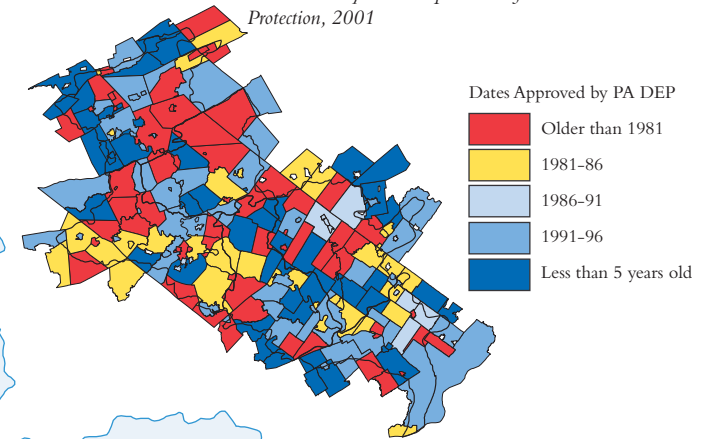 Protection, 2001
Dates Approved by PA DEP
Older than 1981
1981–86
1986–91
1991–96
Less than 5 years old